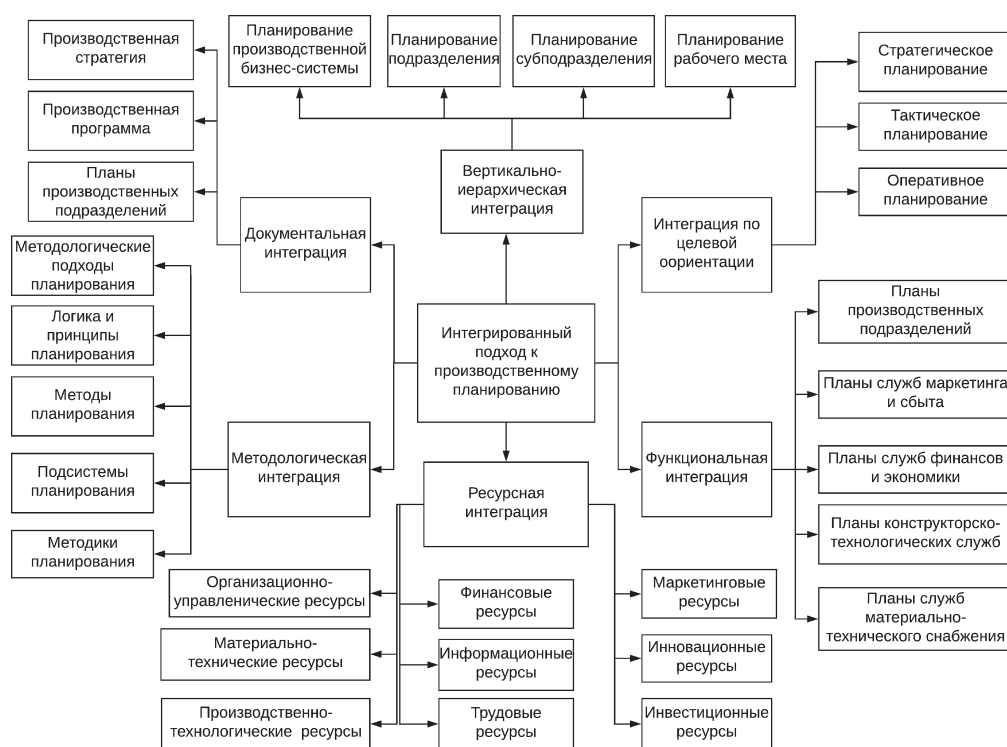 Производственная
стратегия
Производственная
программа
Планы
производственных
подразделений
Планирование
производственной
бизнес-системы
Планирование
подразделения
Планирование
субподразделения
Планирование
рабочего места
Стратегическое
планирование
Тактическое
планирование
Оперативное
планирование
Вертикально-
иерархическая
интеграция
Документальная
интеграция
Интеграция по
целевой
оориентации
Методологические
подходы
планирования
Логика и
принципы
планирования
Методы
планирования
Подсистемы
планирования
Методики
планирования
Интегрированный
подход к
производственному
планированию
Методологическая
интеграция
Ресурсная
интеграция
Функциональная
интеграция
Планы
производственных
подразделений
Планы служб маркетинга
и сбыта
Планы служб финансов
и экономики
Планы конструкторско-
технологических служб
Планы служб
материально-
технического снабжения
Организационно-
управленические ресурсы
Материально-
технические ресурсы
Производственно-
технологические ресурсы
Финансовые
ресурсы
Информационные
ресурсы
Трудовые
ресурсы
Маркетинговые
ресурсы
Инновационные
ресурсы
Инвестиционные
ресурсы